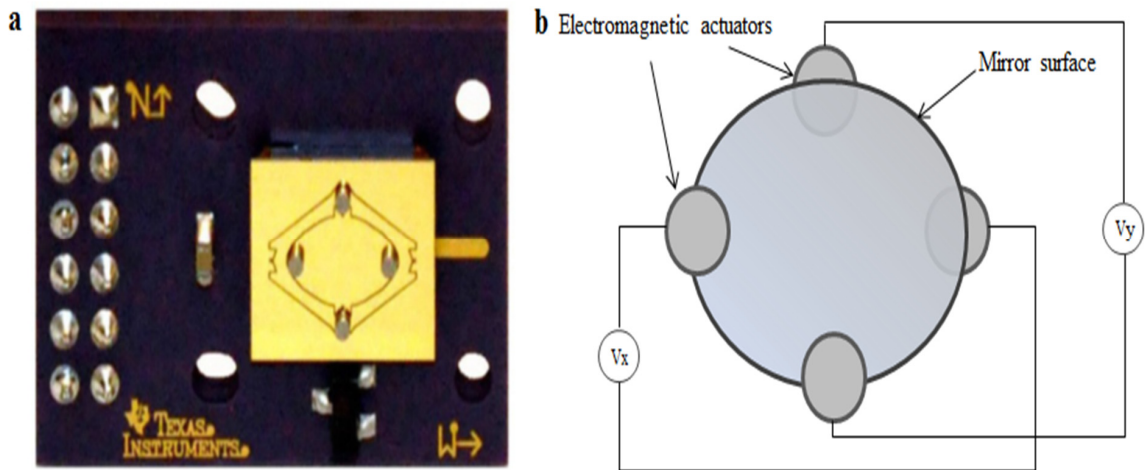 a
N
TEXAS
INSTRUMENTS
W
b
Electromagnetic actuators
Mirror surface
Vx
Vy